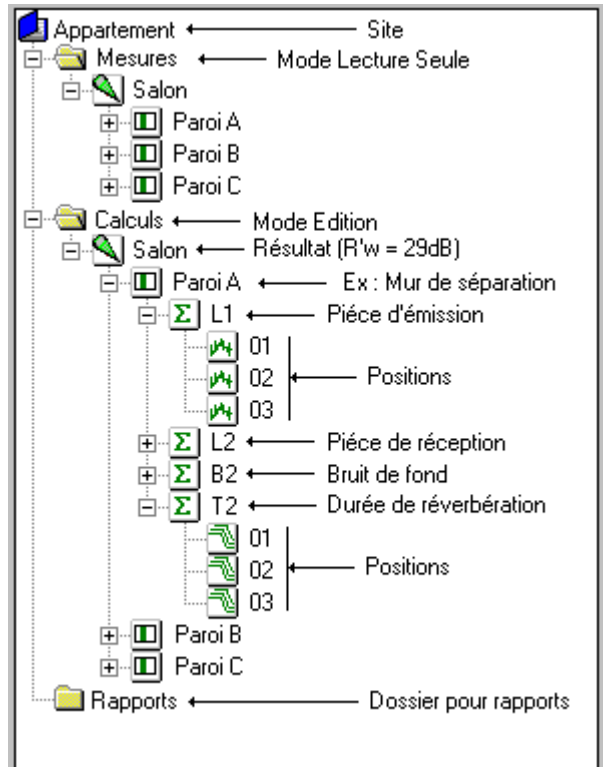 Appartement Site
Mesures Mode Lecture Seule
Salon
Paroi A
Paroi B
Paroi C
Calculs Mode Edition
Salon Résultat (R'w = 29dB)
Paroi A Ex : Mur de séparation
Σ L1 Piéce d'émission
01
02 Positions
03
Σ L2 Piéce de réception
Σ B2 Bruit de fond
Σ T2 Durée de réverbération
01
02 Positions
03
Paroi B
Paroi C
Rapports Dossier pour rapports